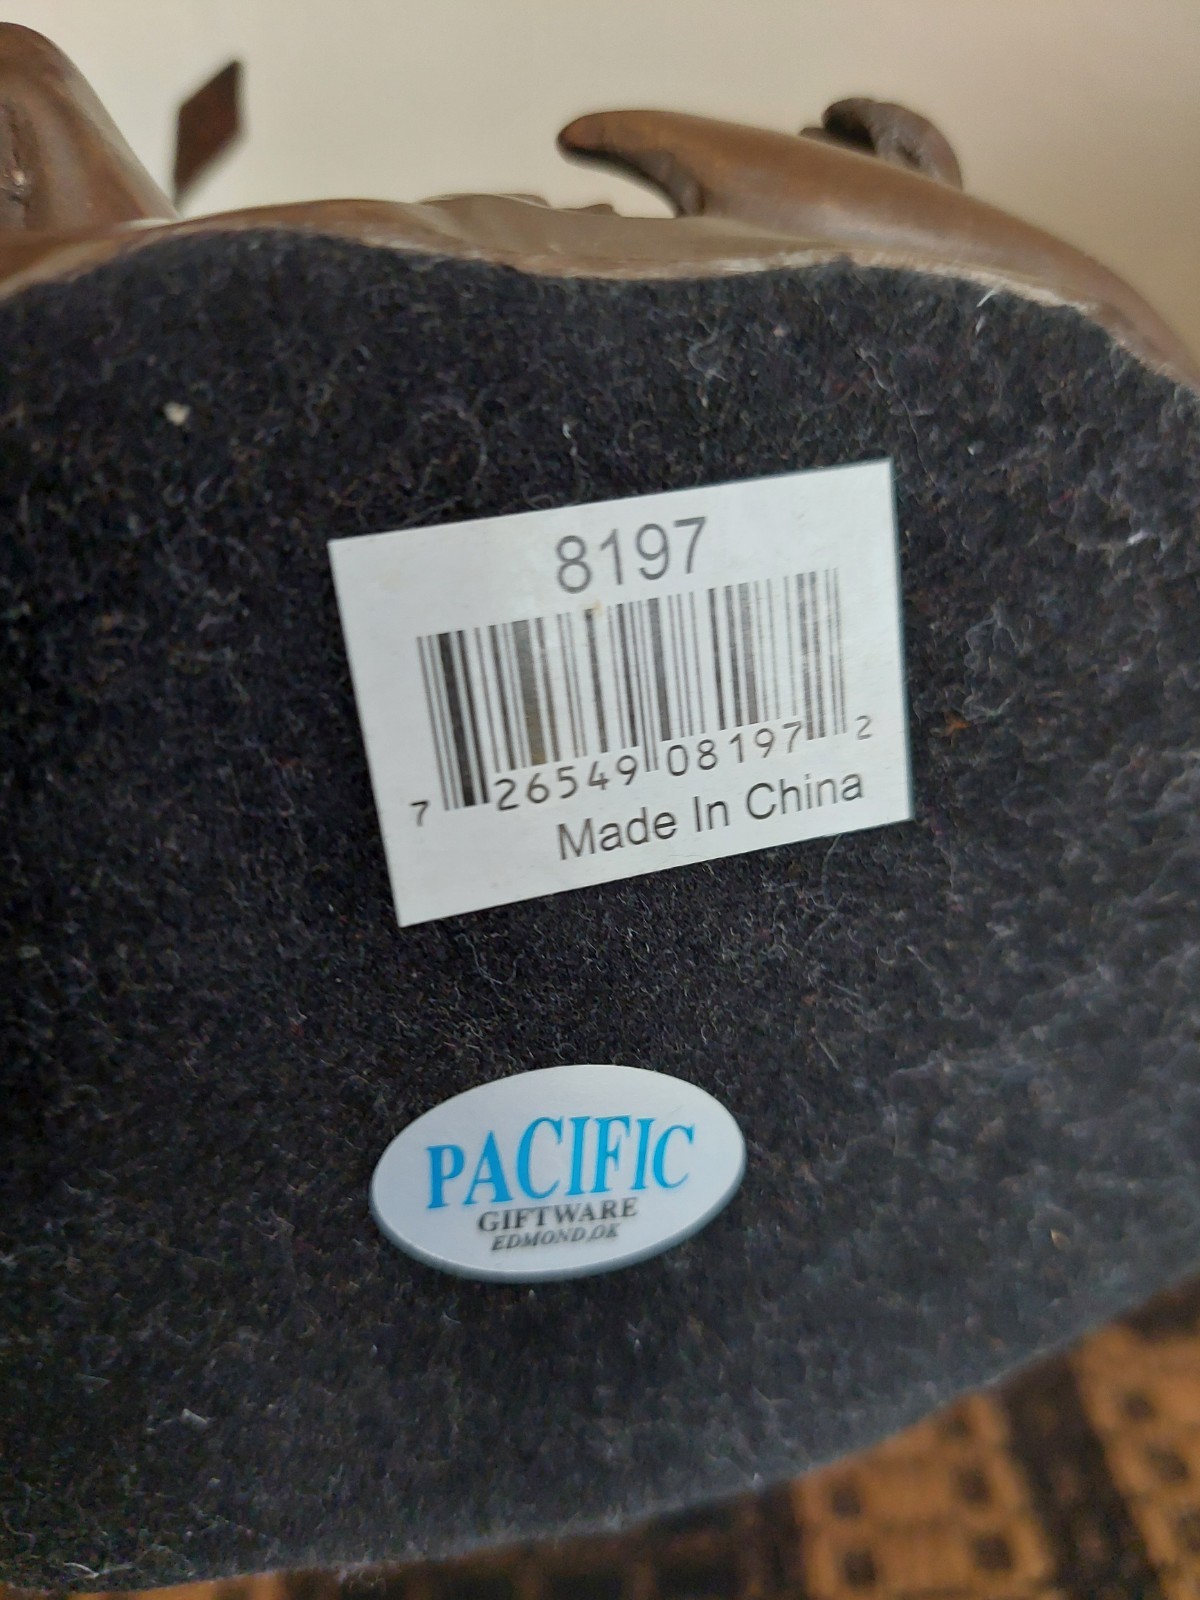 8197
7 26549 08197 2
Made In China
PACIFIC
GIFTWARE
EDMOND,OK